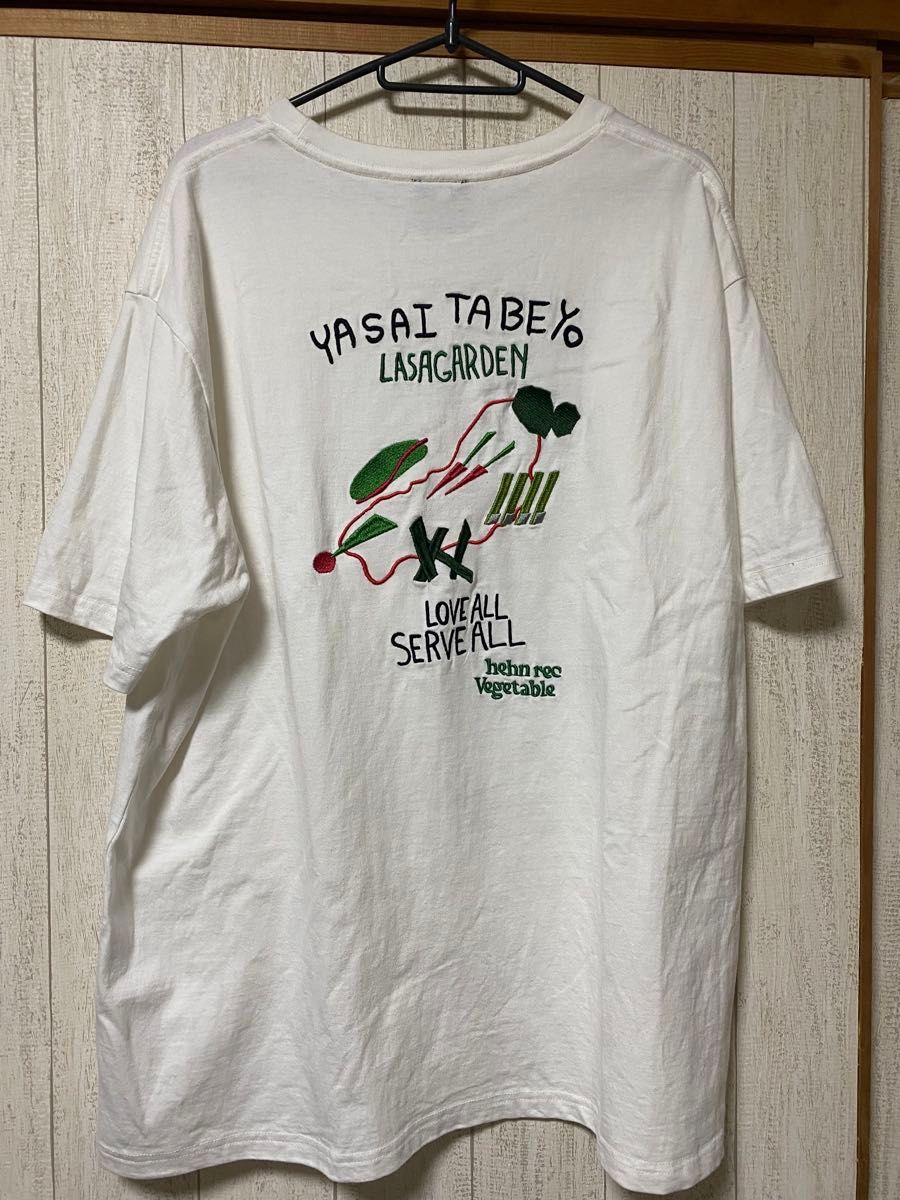 YASAI TABEYo
LASAGARDEN
LOVE ALL
SERVE ALL
hehn rec
Vegetable